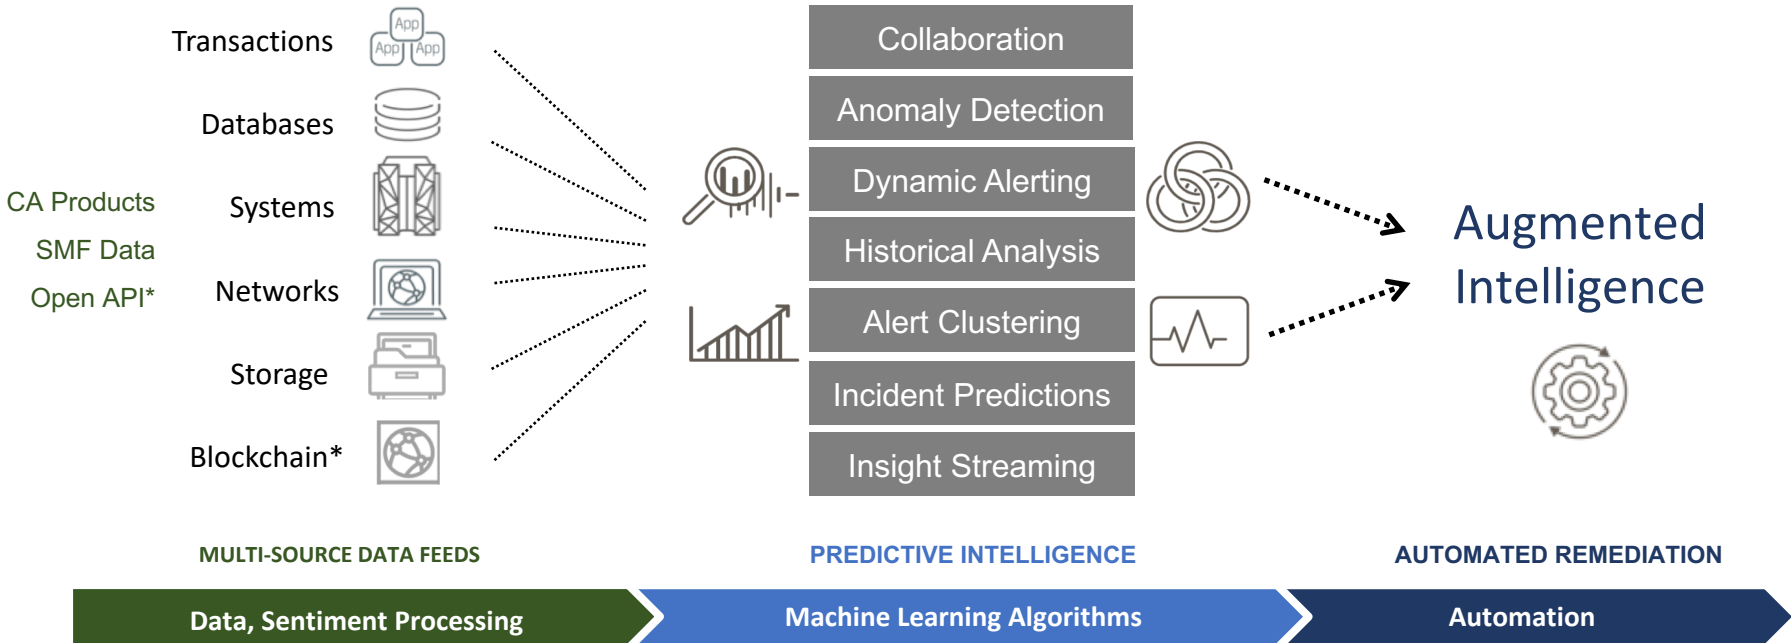 Transactions
App
App App
Databases
CA Products
SMF Data
Open API*
Systems
Networks
Storage
Blockchain*
Collaboration
Anomaly Detection
Dynamic Alerting
Historical Analysis
Alert Clustering
Incident Predictions
Insight Streaming
Augmented
Intelligence
MULTI-SOURCE DATA FEEDS
PREDICTIVE INTELLIGENCE
AUTOMATED REMEDIATION
Data, Sentiment Processing
Machine Learning Algorithms
Automation